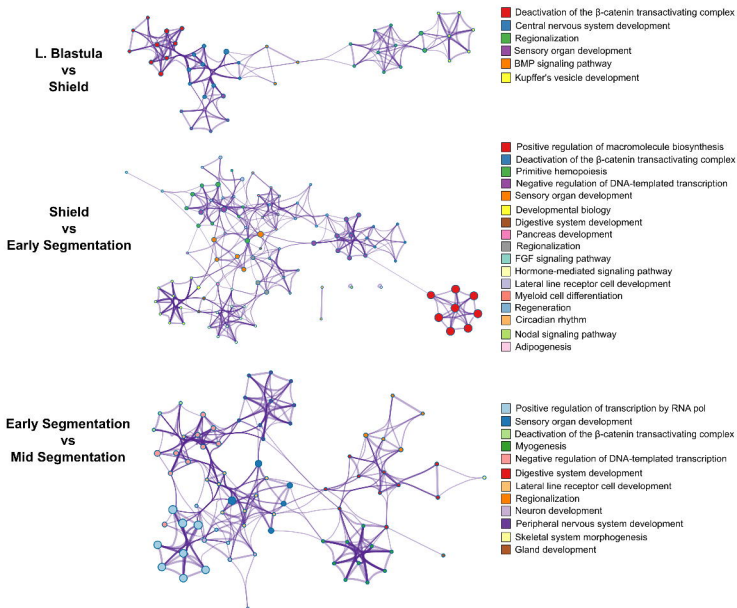 L. Blastula
vs
Shield
Deactivation of the β-catenin transactivating complex
Central nervous system development
Regionalization
Sensory organ development
BMP signaling pathway
Kupffer's vesicle development
Shield
vs
Early Segmentation
Positive regulation of macromolecule biosynthesis
Deactivation of the β-catenin transactivating complex
Primitive hemopoiesis
Negative regulation of DNA-templated transcription
Sensory organ development
Developmental biology
Digestive system development
Pancreas development
Regionalization
FGF signaling pathway
Hormone-mediated signaling pathway
Lateral line receptor cell development
Myeloid cell differentiation
Regeneration
Circadian rhythm
Nodal signaling pathway
Adipogenesis
Early Segmentation
vs
Mid Segmentation
Positive regulation of transcription by RNA pol
Sensory organ development
Deactivation of the β-catenin transactivating complex
Myogenesis
Negative regulation of DNA-templated transcription
Digestive system development
Lateral line receptor cell development
Regionalization
Neuron development
Peripheral nervous system development
Skeletal system morphogenesis
Gland development